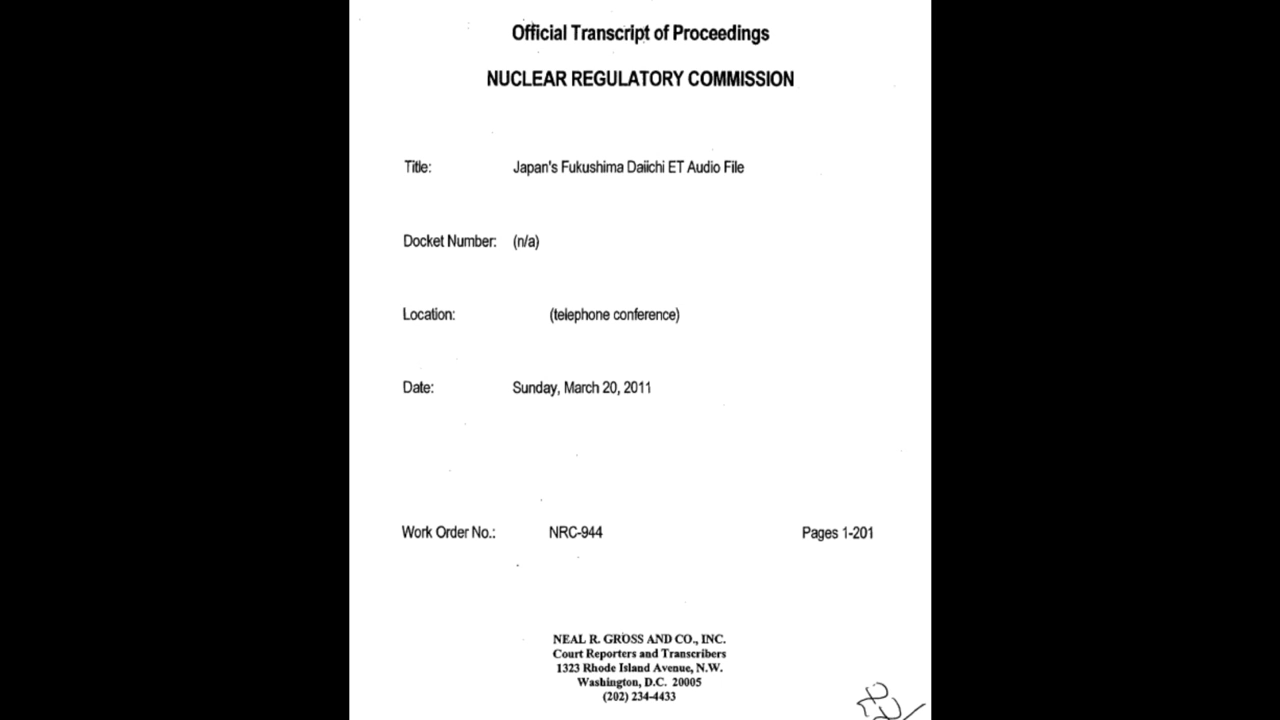 Official Transcript of Proceedings
NUCLEAR REGULATORY COMMISSION
Title: Japan's Fukushima Daiichi ET Audio File
Docket Number: (n/a)
Location: (telephone conference)
Date: Sunday, March 20, 2011
Work Order No.: NRC-944 Pages 1-201
NEAL R. GROSS AND CO., INC.
Court Reporters and Transcribers
1323 Rhode Island Avenue, N.W.
Washington, D.C. 20005
(202) 234-4433